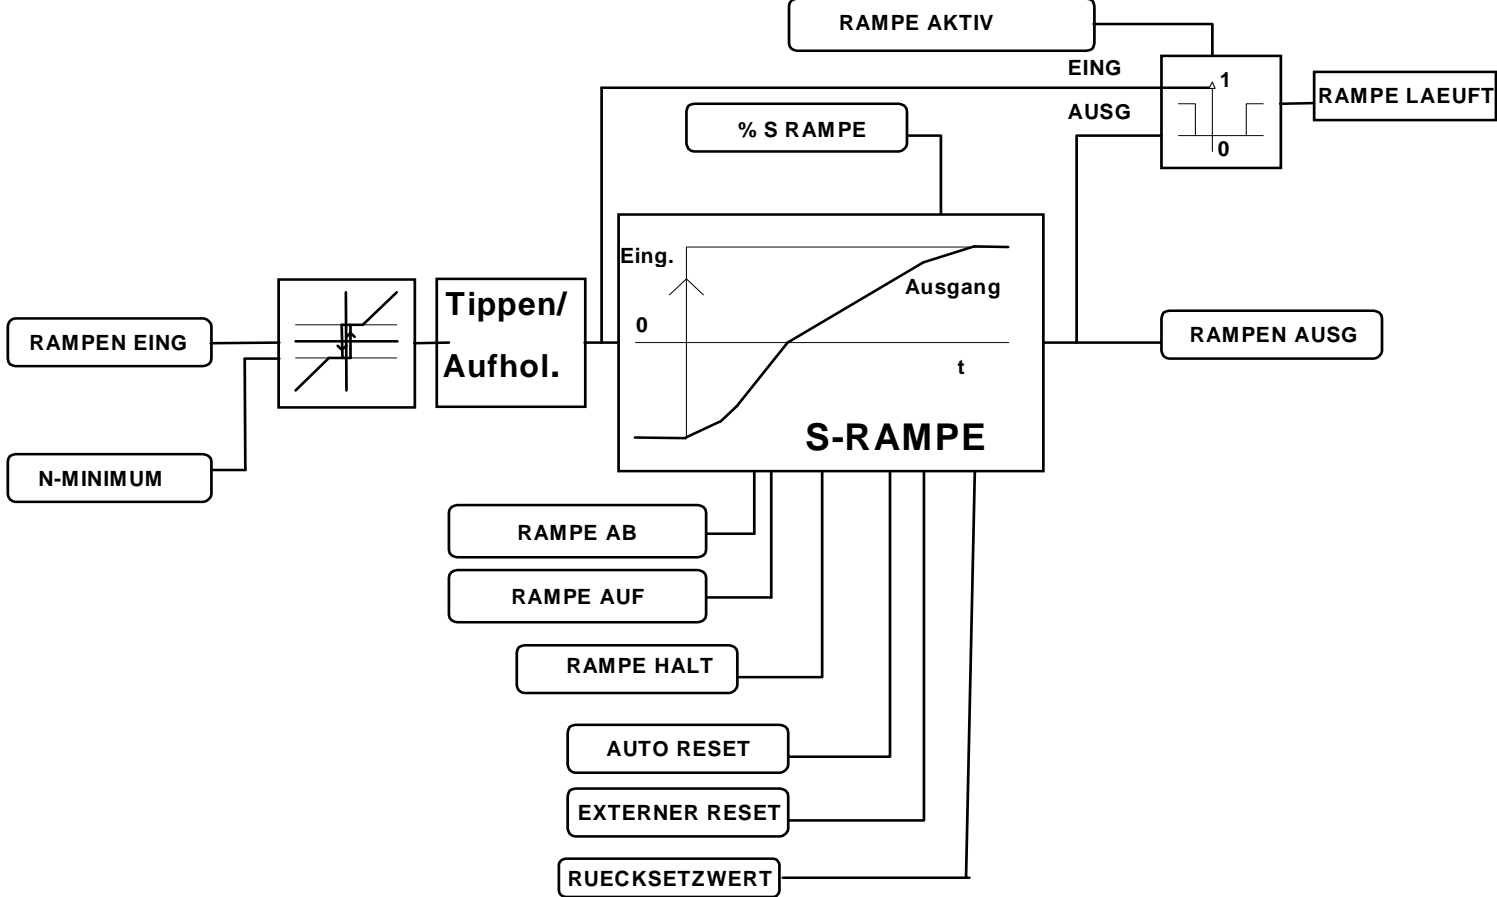 RAMPE AKTIV
EING
1
RAMPE LAEUFT
AUSG
% S RAMPE
0
Eing.
Ausgang
Tippen/
0
RAMPEN EING
RAMPEN AUSG
Aufhol.
t
S-RAMPE
N-MINIMUM
RAMPE AB
RAMPE AUF
RAMPE HALT
AUTO RESET
EXTERNER RESET
RUECKSETZWERT